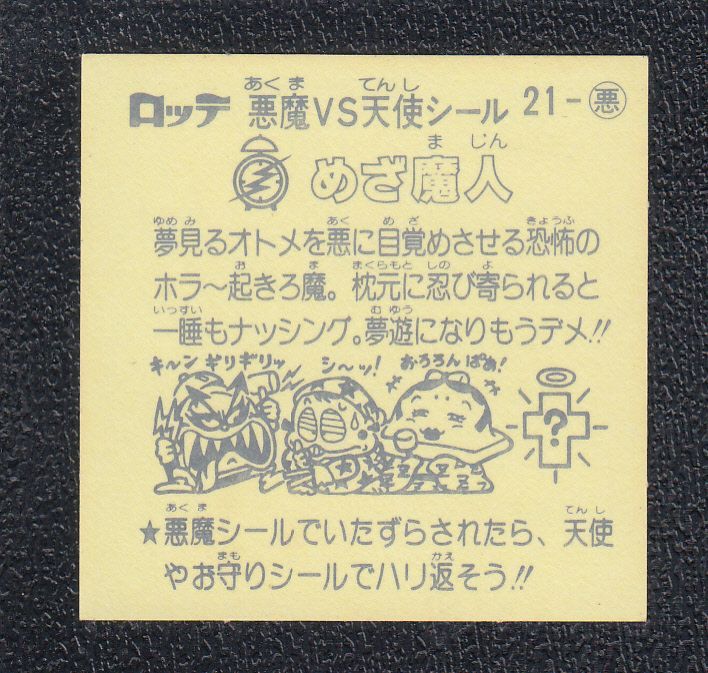 ロッテ 悪魔VS天使シール 21-悪
あくま てんし
めざ魔人
まじん
夢見るオトメを悪に目覚めさせる恐怖の
ゆめみ あく めざ きょうふ
ホラ〜起きろ魔。枕元に忍び寄られると
お ま まくらもと しの よ
一睡もナッシング。夢遊になりもうデメ!!
いっすい むゆう
キーンギリギリッ シ〜ッ! おろろんぱあ!
?
★悪魔シールでいたずらされたら、天使
あくま てんし
やお守りシールでハリ返そう!!
まも かえ